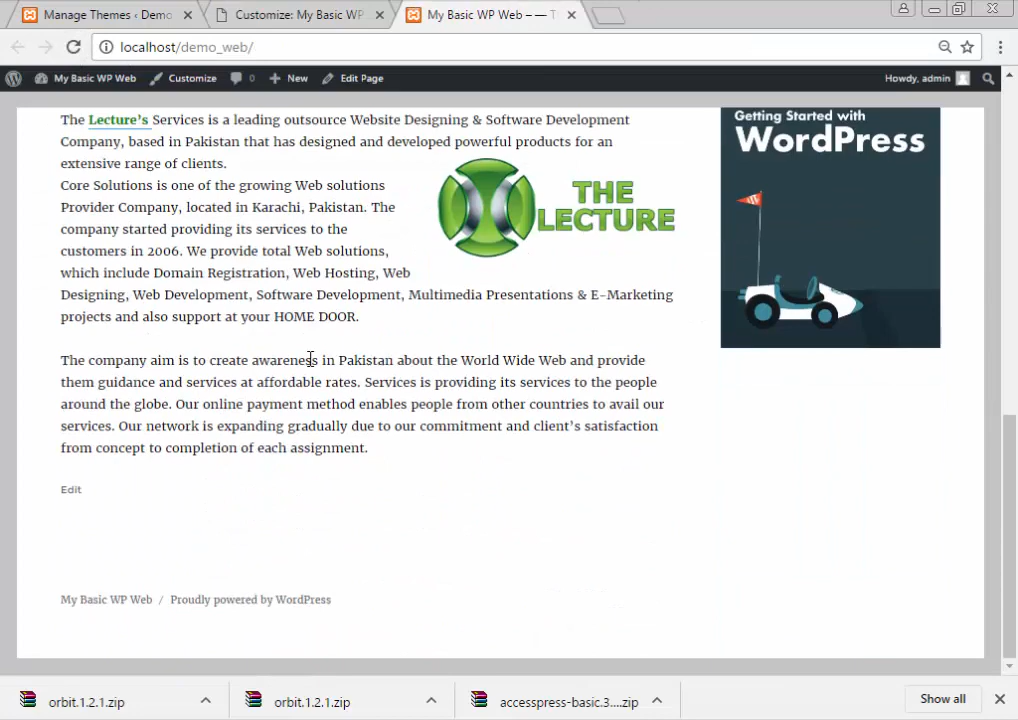 Manage Themes ‹ Demo
Customize: My Basic WP
My Basic WP Web – — T
localhost/demo_web/
My Basic WP Web
Customize
0
New
Edit Page
Howdy, admin
The Lecture’s Services is a leading outsource Website Designing & Software Development
Company, based in Pakistan that has designed and developed powerful products for an
extensive range of clients.
Core Solutions is one of the growing Web solutions
Provider Company, located in Karachi, Pakistan. The
company started providing its services to the
customers in 2006. We provide total Web solutions,
which include Domain Registration, Web Hosting, Web
Designing, Web Development, Software Development, Multimedia Presentations & E-Marketing
projects and also support at your HOME DOOR.
THE
LECTURE
Getting Started with
WordPress
The company aim is to create awareness in Pakistan about the World Wide Web and provide
them guidance and services at affordable rates. Services is providing its services to the people
around the globe. Our online payment method enables people from other countries to avail our
services. Our network is expanding gradually due to our commitment and client’s satisfaction
from concept to completion of each assignment.
Edit
My Basic WP Web / Proudly powered by WordPress
orbit.1.2.1.zip
orbit.1.2.1.zip
accesspress-basic.3....zip
Show all